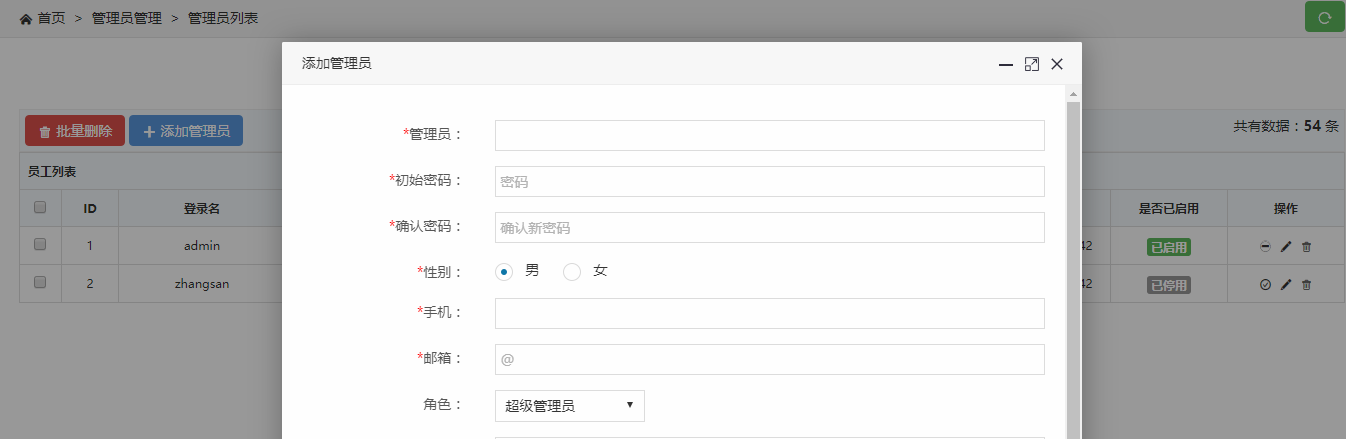 首页 > 管理员管理 > 管理员列表
添加管理员
批量删除 添加管理员
共有数据：54 条
员工列表
ID 登录名 是否已启用 操作
1 admin 42 已启用
2 zhangsan 42 已停用
*管理员：
*初始密码： 密码
*确认密码： 确认新密码
*性别： 男 女
*手机：
*邮箱： @
角色： 超级管理员